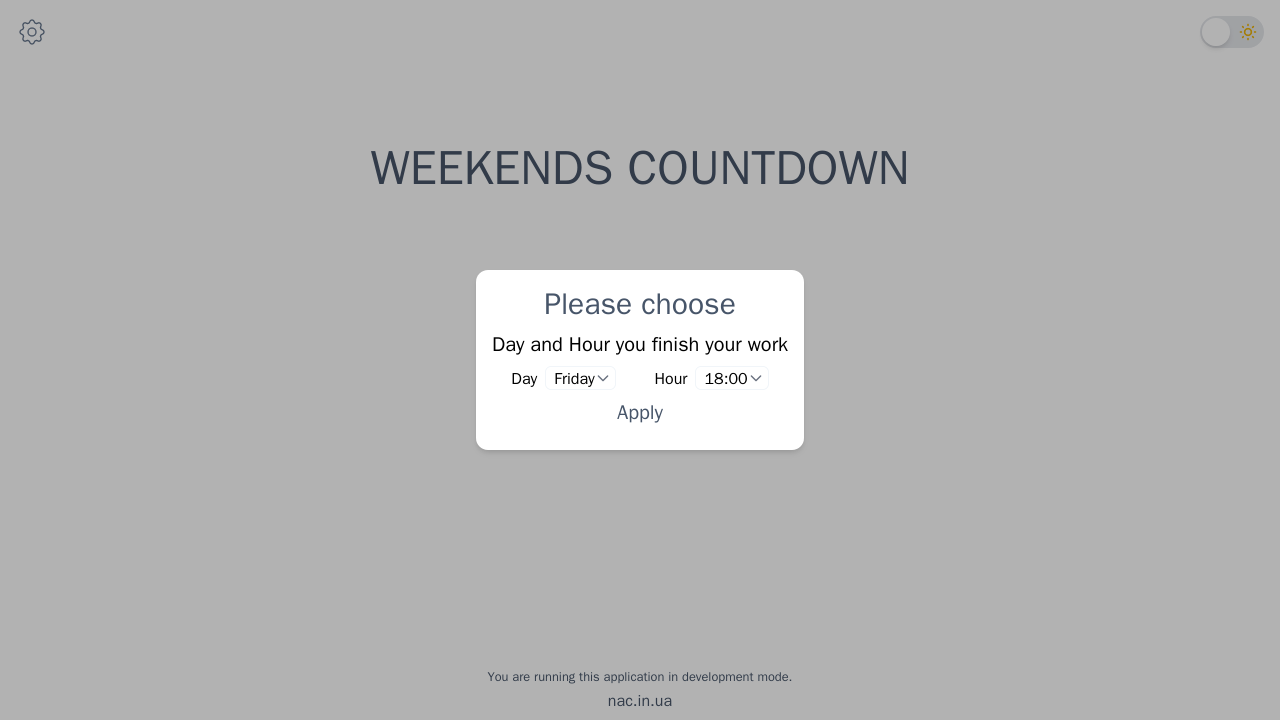 WEEKENDS COUNTDOWN
Please choose
Day and Hour you finish your work
Day Friday Hour 18:00
Apply
You are running this application in development mode.
nac.in.ua